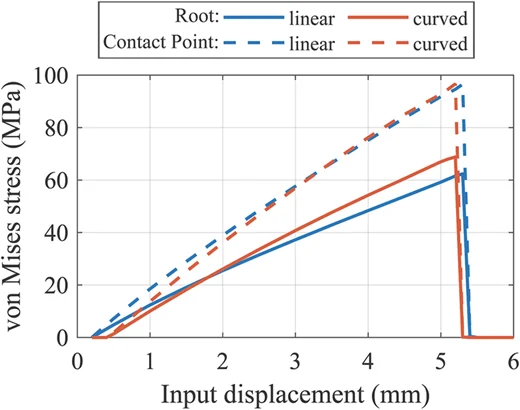 Root: linear curved
Contact Point: linear curved
100
80
60
40
20
0
von Mises stress (MPa)
0 1 2 3 4 5 6
Input displacement (mm)